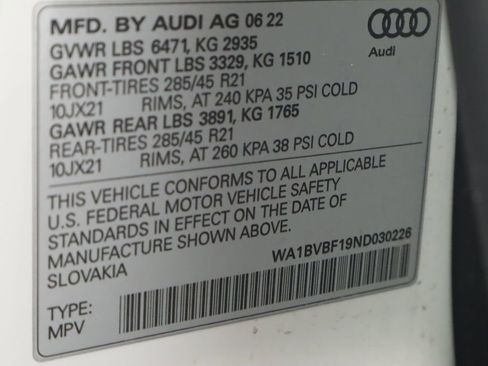 MFD. BY AUDI AG 06 22
GVWR LBS 6471, KG 2935
GAWR FRONT LBS 3329, KG 1510
FRONT-TIRES 285/45 R21
10JX21 RIMS, AT 240 KPA 35 PSI COLD
GAWR REAR LBS 3891, KG 1765
REAR-TIRES 285/45 R21
10JX21 RIMS, AT 260 KPA 38 PSI COLD
Audi
THIS VEHICLE CONFORMS TO ALL APPLICABLE
U.S. FEDERAL MOTOR VEHICLE SAFETY
STANDARDS IN EFFECT ON THE DATE OF
MANUFACTURE SHOWN ABOVE.
SLOVAKIA
WA1BVBF19ND030226
TYPE:
MPV